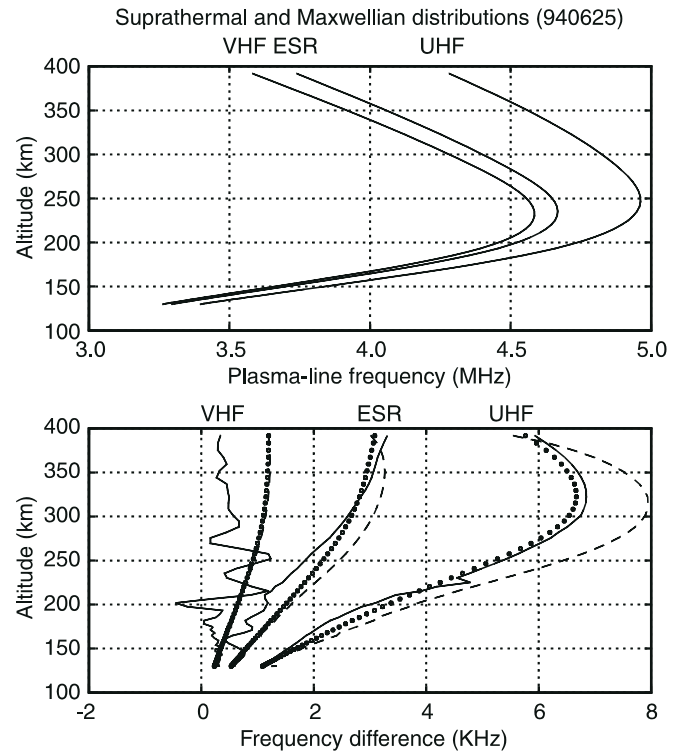 Suprathermal and Maxwellian distributions (940625)
VHF ESR UHF
400
350
300
250
200
150
100
Altitude (km)
3.0 3.5 4.0 4.5 5.0
Plasma-line frequency (MHz)
VHF ESR UHF
400
350
300
250
200
150
100
Altitude (km)
-2 0 2 4 6 8
Frequency difference (KHz)